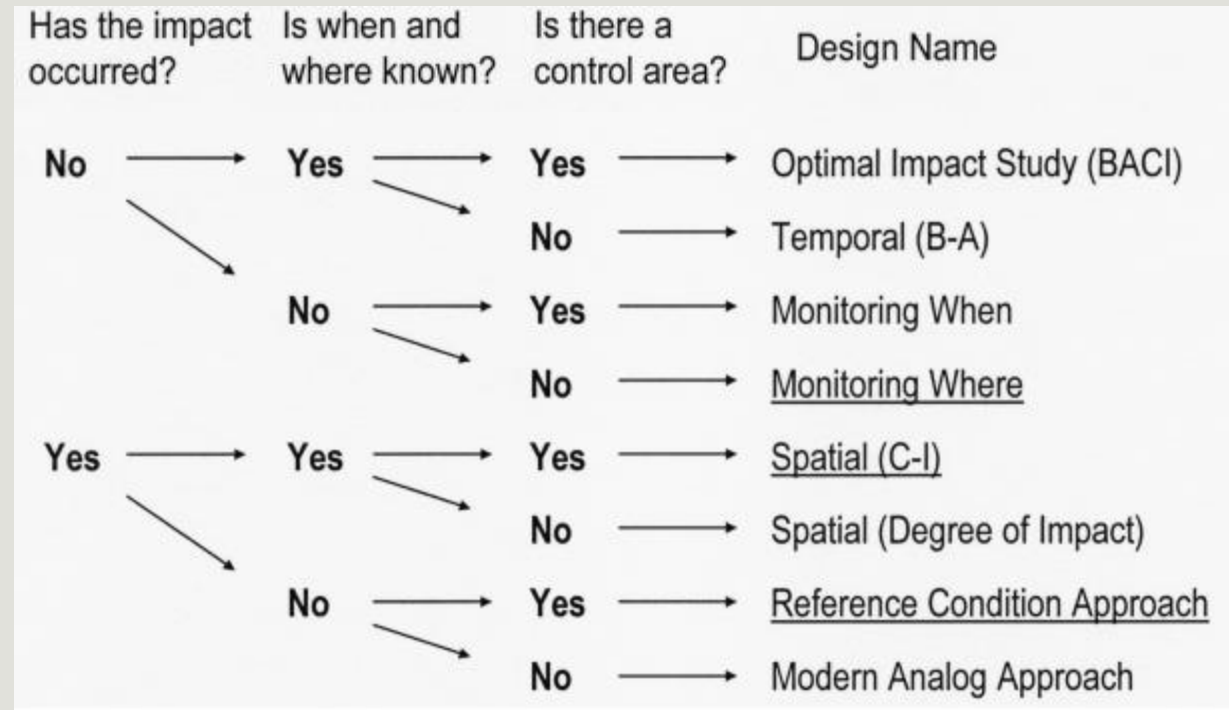 Has the impact occurred?
Is when and where known?
Is there a control area?
Design Name
No Yes Yes Optimal Impact Study (BACI)
No Temporal (B-A)
No Yes Monitoring When
No Monitoring Where
Yes Yes Yes Spatial (C-I)
No Spatial (Degree of Impact)
No Yes Reference Condition Approach
No Modern Analog Approach